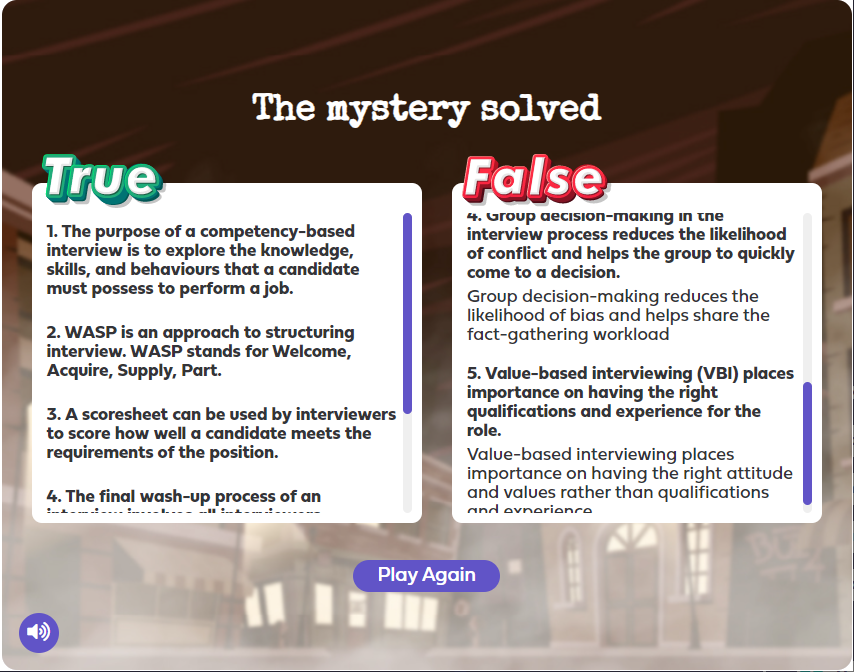 The mystery solved
True
1. The purpose of a competency-based
interview is to explore the knowledge,
skills, and behaviours that a candidate
must possess to perform a job.
2. WASP is an approach to structuring
interview. WASP stands for Welcome,
Acquire, Supply, Part.
3. A scoresheet can be used by interviewers
to score how well a candidate meets the
requirements of the position.
4. The final wash-up process of an
interview involves all interviewers
False
4. Group decision-making in the
interview process reduces the likelihood
of conflict and helps the group to quickly
come to a decision.
Group decision-making reduces the
likelihood of bias and helps share the
fact-gathering workload
5. Value-based interviewing (VBI) places
importance on having the right
qualifications and experience for the
role.
Value-based interviewing places
importance on having the right attitude
and values rather than qualifications
and experience
Play Again